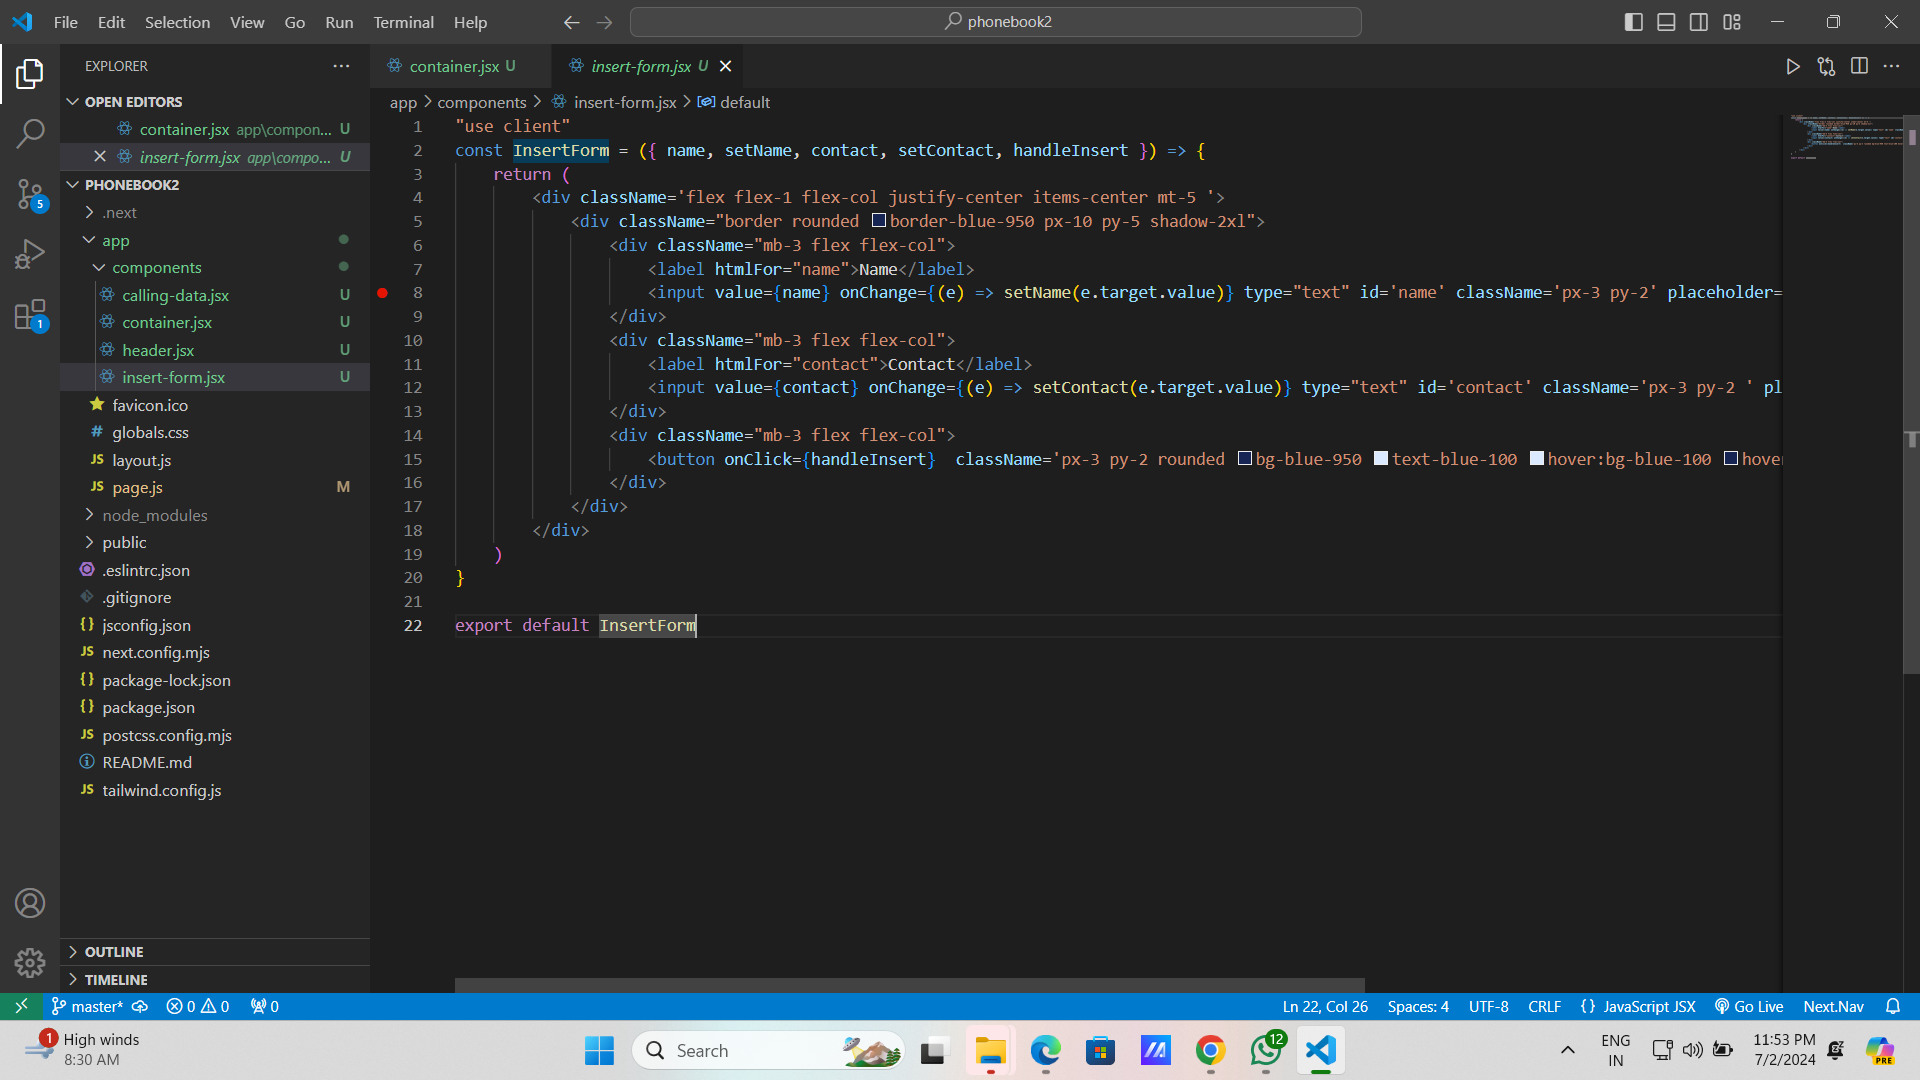 File Edit Selection View Go Run Terminal Help
phonebook2
EXPLORER
OPEN EDITORS
container.jsx app\compon... U
insert-form.jsx app\compo... U
PHONEBOOK2
.next
app
components
calling-data.jsx U
container.jsx U
header.jsx U
insert-form.jsx U
favicon.ico
globals.css
JS layout.js
JS page.js M
node_modules
public
.eslintrc.json
.gitignore
{} jsconfig.json
JS next.config.mjs
{} package-lock.json
{} package.json
JS postcss.config.mjs
README.md
JS tailwind.config.js
OUTLINE
TIMELINE
5
1
container.jsx U
insert-form.jsx U
app > components > insert-form.jsx > default
1 "use client"
2 const InsertForm = ({ name, setName, contact, setContact, handleInsert }) => {
3 return (
4 <div className='flex flex-1 flex-col justify-center items-center mt-5 '>
5 <div className="border rounded border-blue-950 px-10 py-5 shadow-2xl">
6 <div className="mb-3 flex flex-col">
7 <label htmlFor="name">Name</label>
8 <input value={name} onChange={(e) => setName(e.target.value)} type="text" id='name' className='px-3 py-2' placeholder=
9 </div>
10 <div className="mb-3 flex flex-col">
11 <label htmlFor="contact">Contact</label>
12 <input value={contact} onChange={(e) => setContact(e.target.value)} type="text" id='contact' className='px-3 py-2 ' pl
13 </div>
14 <div className="mb-3 flex flex-col">
15 <button onClick={handleInsert}  className='px-3 py-2 rounded bg-blue-950 text-blue-100 hover:bg-blue-100 hove
16 </div>
17 </div>
18 </div>
19 )
20 }
21
22 export default InsertForm
master* 0 0 0
Ln 22, Col 26 Spaces: 4 UTF-8 CRLF {} JavaScript JSX Go Live Next.Nav
1 High winds
8:30 AM
Search
12
ENG
IN
11:53 PM
7/2/2024
PRE